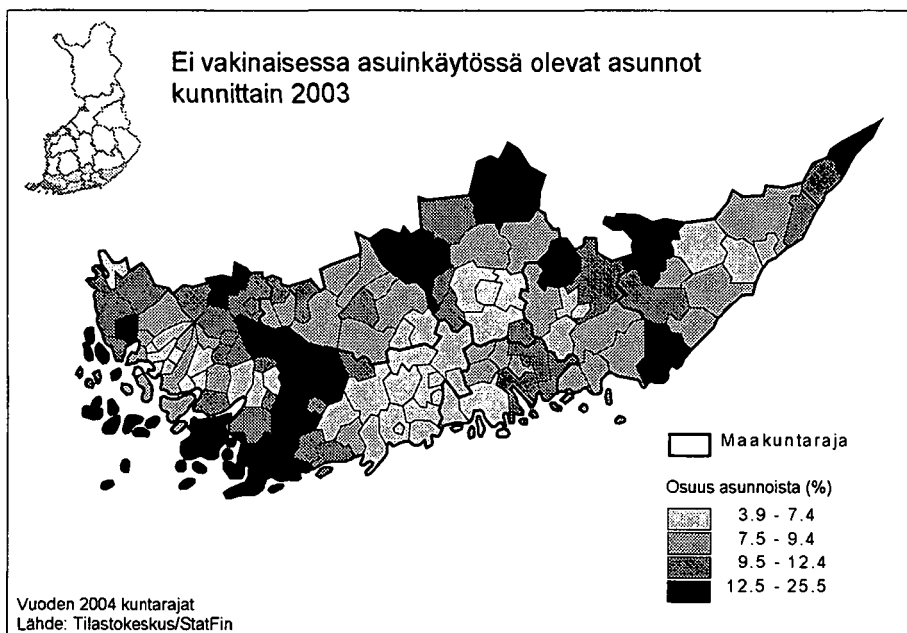 Ei vakinaisessa asuinkäytössä olevat asunnot
kunnittain 2003
Maakuntaraja
Osuus asunnoista (%)
3.9 - 7.4
7.5 - 9.4
9.5 - 12.4
12.5 - 25.5
Vuoden 2004 kuntarajat
Lähde: Tilastokeskus/StatFin